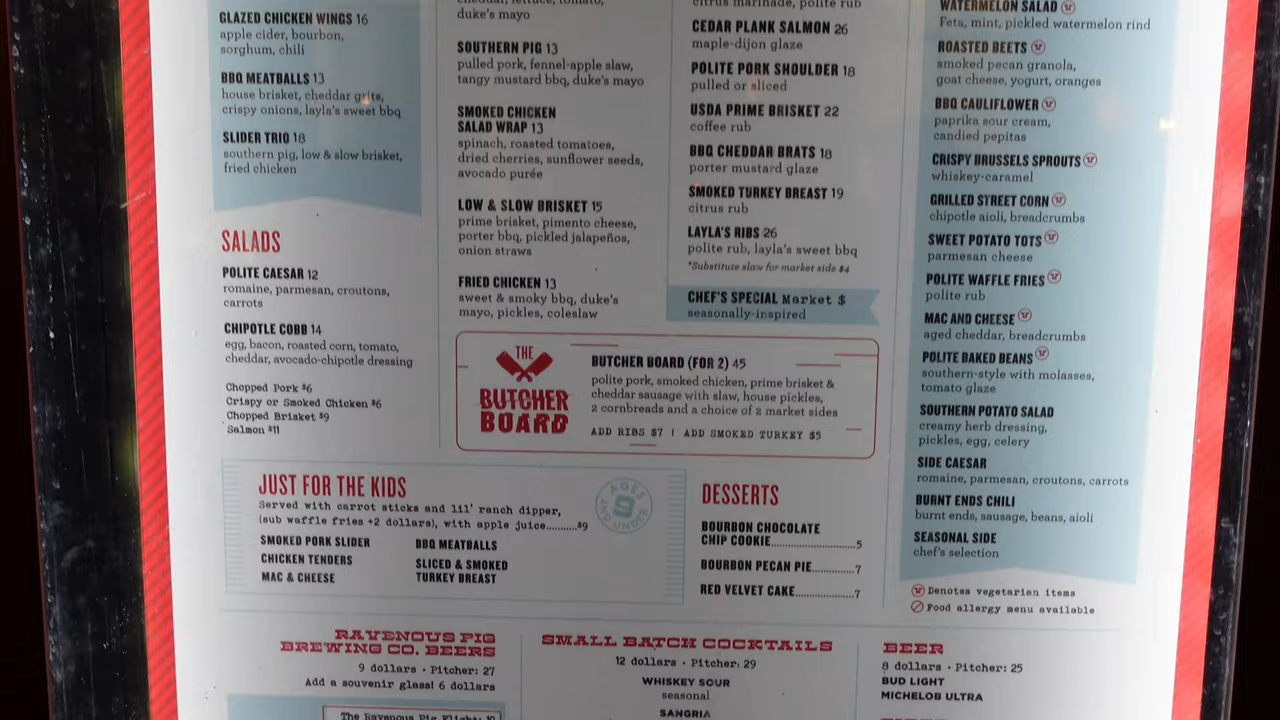 GLAZED CHICKEN WINGS 16
apple cider, bourbon,
sorghum, chili
BBQ MEATBALLS 13
house brisket, cheddar grits,
crispy onions, layla's sweet bbq
SLIDER TRIO 18
southern pig, low & slow brisket,
fried chicken
SALADS
POLITE CAESAR 12
romaine, parmesan, croutons,
carrots
CHIPOTLE COBB 14
egg, bacon, roasted corn, tomato,
cheddar, avocado-chipotle dressing
Chopped Pork $6
Crispy or Smoked Chicken $6
Chopped Brisket $9
Salmon $11
cheddar, lettuce, tomato,
duke's mayo
SOUTHERN PIG 13
pulled pork, fennel-apple slaw,
tangy mustard bbq, duke's mayo
SMOKED CHICKEN
SALAD WRAP 13
spinach, roasted tomatoes,
dried cherries, sunflower seeds,
avocado purée
LOW & SLOW BRISKET 15
prime brisket, pimento cheese,
porter bbq, pickled jalapeños,
onion straws
FRIED CHICKEN 13
sweet & smoky bbq, duke's
mayo, pickles, coleslaw
citrus marinade, polite rub
CEDAR PLANK SALMON 26
maple-dijon glaze
POLITE PORK SHOULDER 18
pulled or sliced
USDA PRIME BRISKET 22
coffee rub
BBQ CHEDDAR BRATS 18
porter mustard glaze
SMOKED TURKEY BREAST 19
citrus rub
LAYLA'S RIBS 26
polite rub, layla's sweet bbq
*Substitute slaw for market side $4
CHEF'S SPECIAL Market $
seasonally-inspired
THE
BUTCHER
BOARD
BUTCHER BOARD (FOR 2) 45
polite pork, smoked chicken, prime brisket &
cheddar sausage with slaw, house pickles,
2 cornbreads and a choice of 2 market sides
ADD RIBS $7 | ADD SMOKED TURKEY $5
WATERMELON SALAD
Feta, mint, pickled watermelon rind
ROASTED BEETS
smoked pecan granola,
goat cheese, yogurt, oranges
BBQ CAULIFLOWER
paprika sour cream,
candied pepitas
CRISPY BRUSSELS SPROUTS
whiskey-caramel
GRILLED STREET CORN
chipotle aioli, breadcrumbs
SWEET POTATO TOTS
parmesan cheese
POLITE WAFFLE FRIES
polite rub
MAC AND CHEESE
aged cheddar, breadcrumbs
POLITE BAKED BEANS
southern-style with molasses,
tomato glaze
SOUTHERN POTATO SALAD
creamy herb dressing,
pickles, egg, celery
SIDE CAESAR
romaine, parmesan, croutons, carrots
BURNT ENDS CHILI
burnt ends, sausage, beans, aioli
SEASONAL SIDE
chef's selection
Denotes vegetarian items
Food allergy menu available
JUST FOR THE KIDS
Served with carrot sticks and lil' ranch dipper,
(sub waffle fries +2 dollars), with apple juice..........$9
SMOKED PORK SLIDER
CHICKEN TENDERS
MAC & CHEESE
BBQ MEATBALLS
SLICED & SMOKED
TURKEY BREAST
AGES
9
AND UNDER
DESSERTS
BOURBON CHOCOLATE
CHIP COOKIE......................5
BOURBON PECAN PIE...........7
RED VELVET CAKE................7
RAVENOUS PIG
BREWING CO. BEERS
9 dollars · Pitcher: 27
Add a souvenir glass! 6 dollars
The Ravenous Pig Flight: 10
SMALL BATCH COCKTAILS
12 dollars · Pitcher: 29
WHISKEY SOUR
seasonal
SANGRIA
BEER
8 dollars · Pitcher: 25
BUD LIGHT
MICHELOB ULTRA